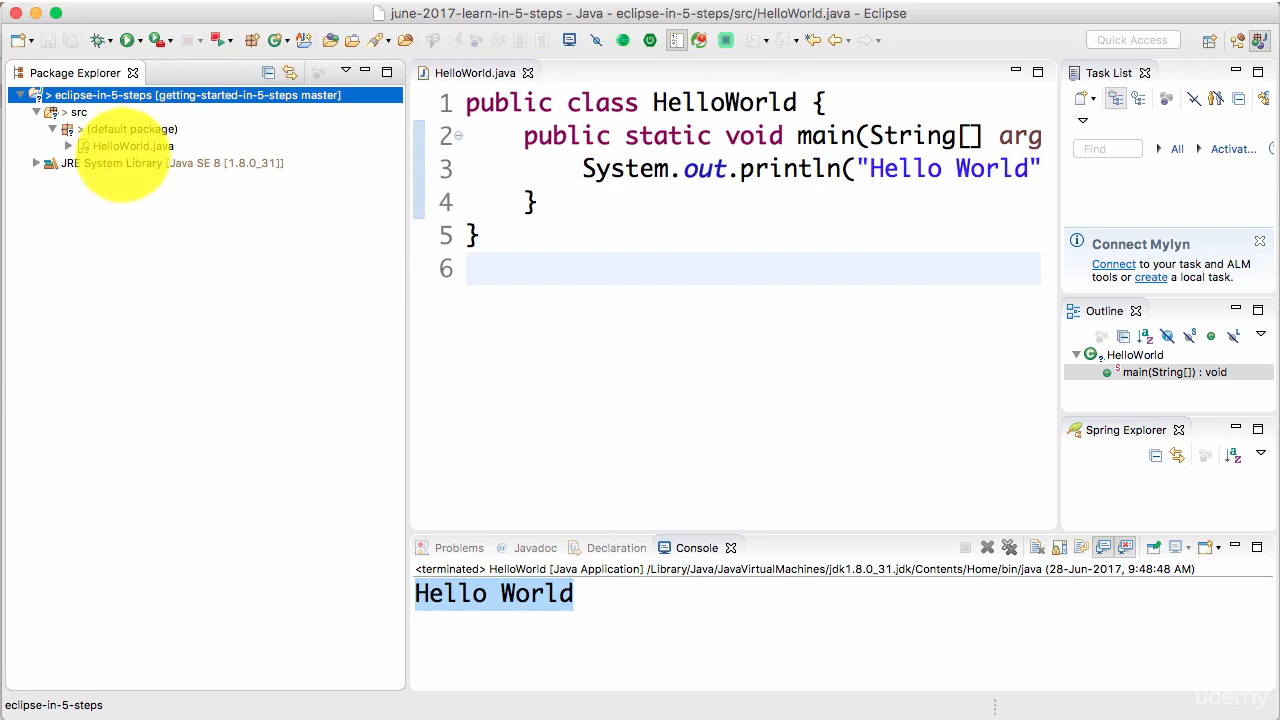 june-2017-learn-in-5-steps - Java - eclipse-in-5-steps/src/HelloWorld.java - Eclipse
Quick Access
Package Explorer
> eclipse-in-5-steps [getting-started-in-5-steps master]
> src
> (default package)
HelloWorld.java
JRE System Library [Java SE 8 [1.8.0_31]]
HelloWorld.java
1 public class HelloWorld {
2 public static void main(String[] arg
3 System.out.println("Hello World"
4 }
5 }
6
Task List
Find
All
Activat...
Connect Mylyn
Connect to your task and ALM
tools or create a local task.
Outline
HelloWorld
main(String[]) : void
Spring Explorer
Problems @ Javadoc Declaration Console
<terminated> HelloWorld [Java Application] /Library/Java/JavaVirtualMachines/jdk1.8.0_31.jdk/Contents/Home/bin/java (28-Jun-2017, 9:48:48 AM)
Hello World
eclipse-in-5-steps
udemy